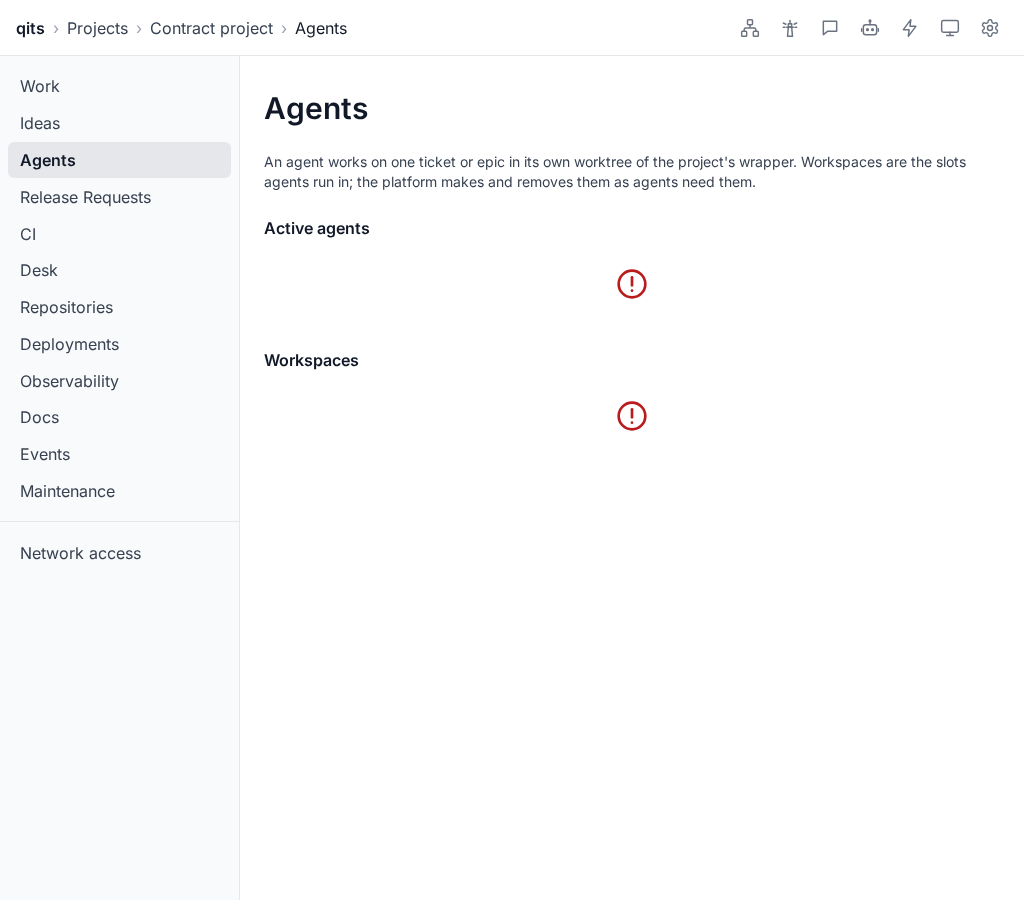 qits › Projects › Contract project › Agents
Work
Ideas
Agents
Release Requests
CI
Desk
Repositories
Deployments
Observability
Docs
Events
Maintenance
Network access
Agents
An agent works on one ticket or epic in its own worktree of the project's wrapper. Workspaces are the slots
agents run in; the platform makes and removes them as agents need them.
Active agents
Workspaces